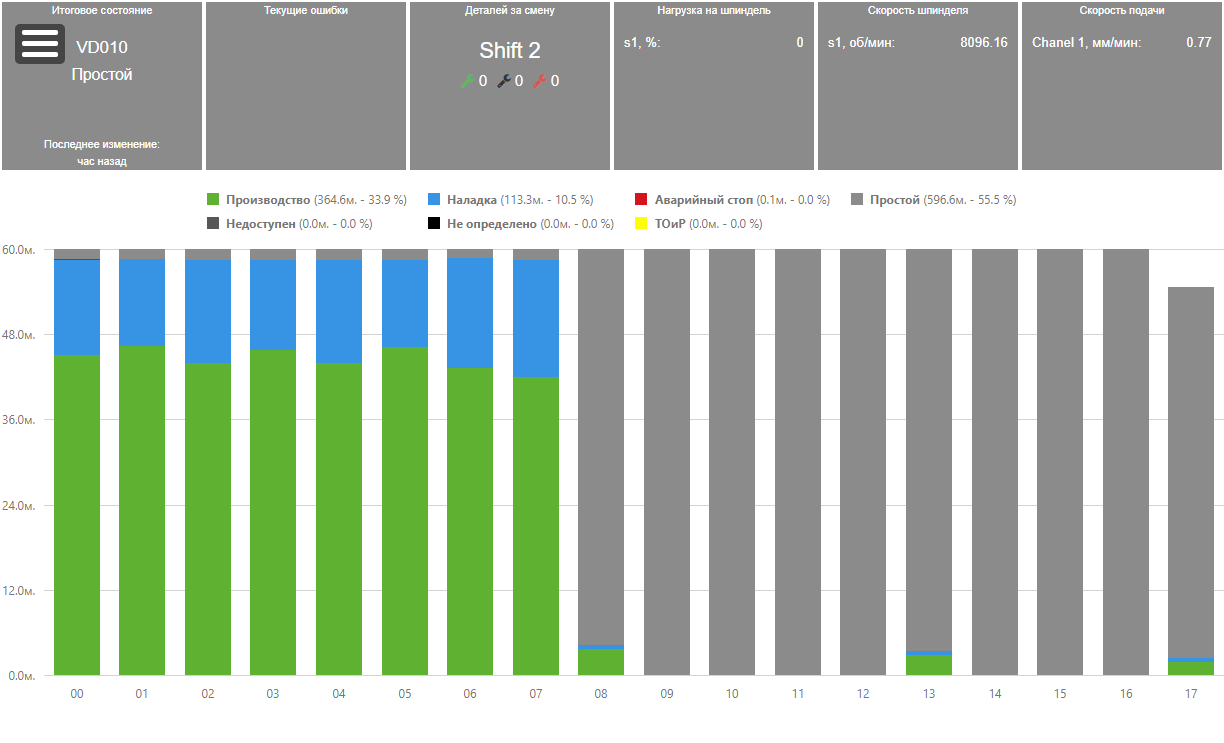 Итоговое состояние
VD010
Простой
Последнее изменение:
час назад
Текущие ошибки
Деталей за смену
Shift 2
0 0 0
Нагрузка на шпиндель
s1, %: 0
Скорость шпинделя
s1, об/мин: 8096.16
Скорость подачи
Chanel 1, мм/мин: 0.77
Производство (364.6м. - 33.9 %) Наладка (113.3м. - 10.5 %) Аварийный стоп (0.1м. - 0.0 %) Простой (596.6м. - 55.5 %)
Недоступен (0.0м. - 0.0 %) Не определено (0.0м. - 0.0 %) ТОиР (0.0м. - 0.0 %)
60.0м.
48.0м.
36.0м.
24.0м.
12.0м.
0.0м.
00 01 02 03 04 05 06 07 08 09 10 11 12 13 14 15 16 17